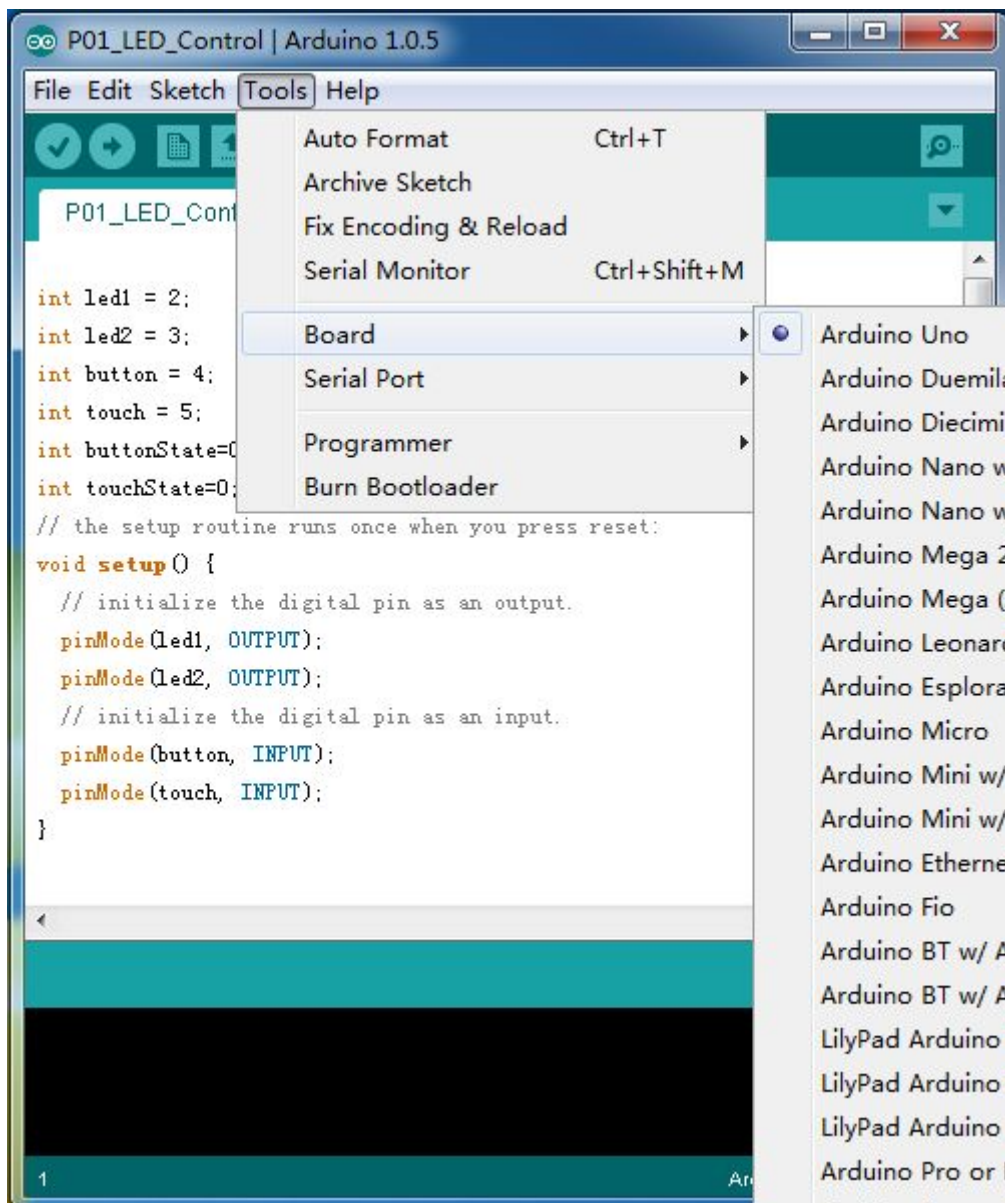 P01_LED_Control | Arduino 1.0.5
File Edit Sketch Tools Help
Auto Format Ctrl+T
Archive Sketch
Fix Encoding & Reload
Serial Monitor Ctrl+Shift+M
Board
Serial Port
Programmer
Burn Bootloader
Arduino Uno
Arduino Duemila
Arduino Diecimi
Arduino Nano w
Arduino Nano w
Arduino Mega 2
Arduino Mega (
Arduino Leonard
Arduino Esplora
Arduino Micro
Arduino Mini w/
Arduino Mini w/
Arduino Etherne
Arduino Fio
Arduino BT w/ A
Arduino BT w/ A
LilyPad Arduino
LilyPad Arduino
LilyPad Arduino
Arduino Pro or
P01_LED_Cont
int led1 = 2;
int led2 = 3;
int button = 4;
int touch = 5;
int buttonState=0
int touchState=0;
// the setup routine runs once when you press reset:
void setup() {
// initialize the digital pin as an output.
pinMode(led1, OUTPUT);
pinMode(led2, OUTPUT);
// initialize the digital pin as an input.
pinMode(button, INPUT);
pinMode(touch, INPUT);
}
1